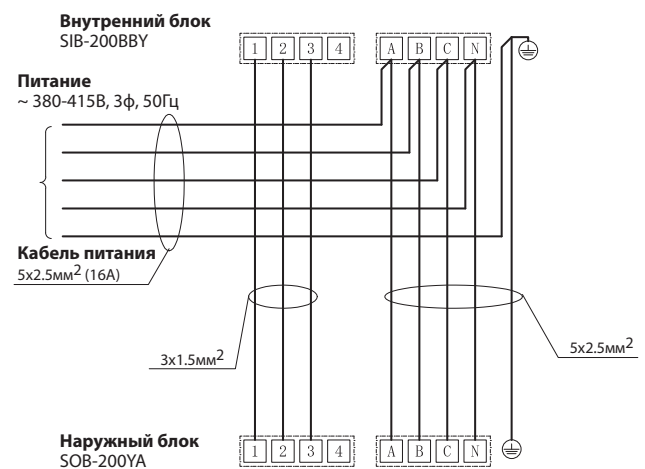 Внутренний блок
SIB-200BBY
1 2 3 4 A B C N
Питание
~ 380-415В, 3ф, 50Гц
Кабель питания
5x2.5мм2 (16А)
3x1.5мм2
5x2.5мм2
Наружный блок
SOB-200YA
1 2 3 4 A B C N